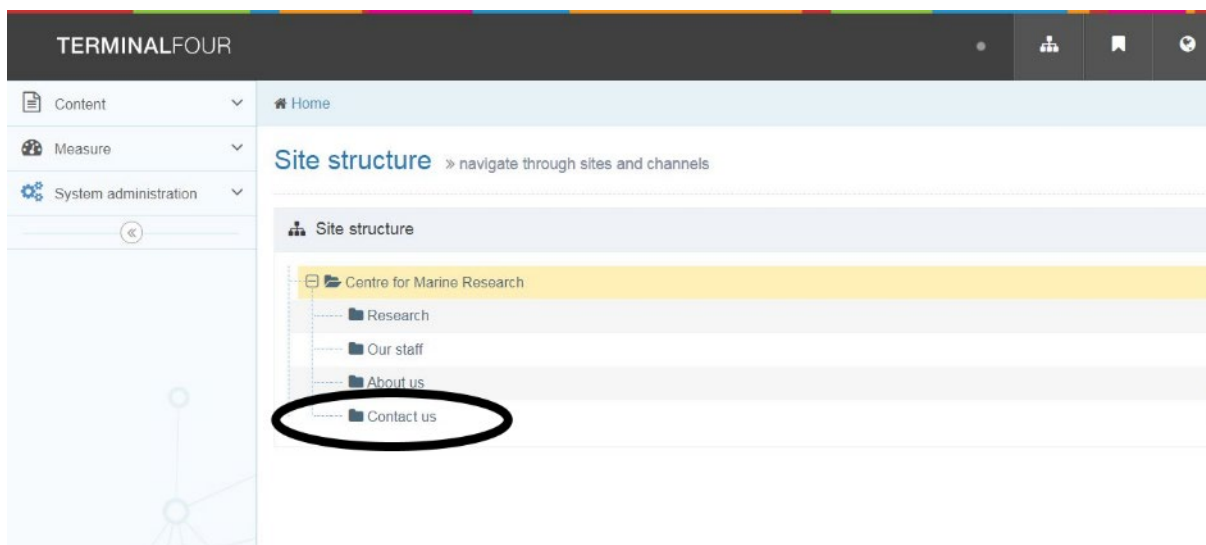 TERMINALFOUR
Content
Measure
System administration
Home
Site structure » navigate through sites and channels
Site structure
Centre for Marine Research
Research
Our staff
About us
Contact us